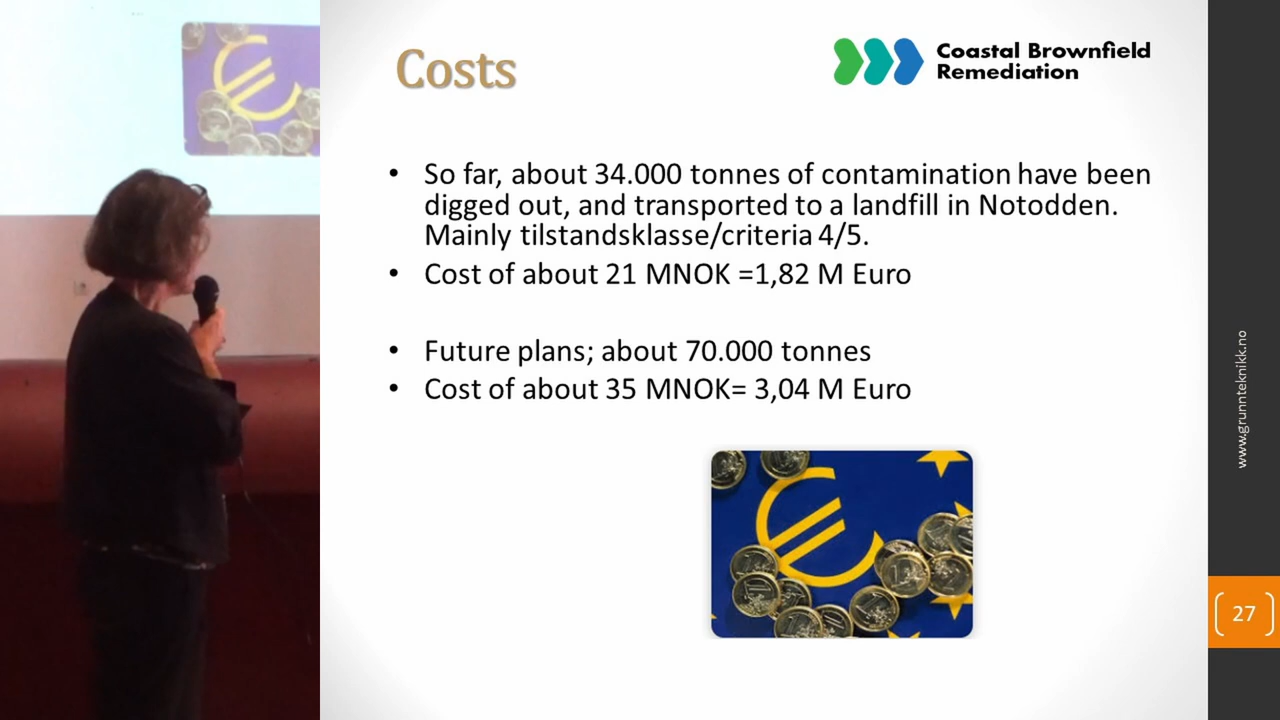 Costs
Coastal Brownfield
Remediation
• So far, about 34.000 tonnes of contamination have been
digged out, and transported to a landfill in Notodden.
Mainly tilstandsklasse/criteria 4/5.
• Cost of about 21 MNOK =1,82 M Euro
• Future plans; about 70.000 tonnes
• Cost of about 35 MNOK= 3,04 M Euro
www.grunnteknikk.no
27